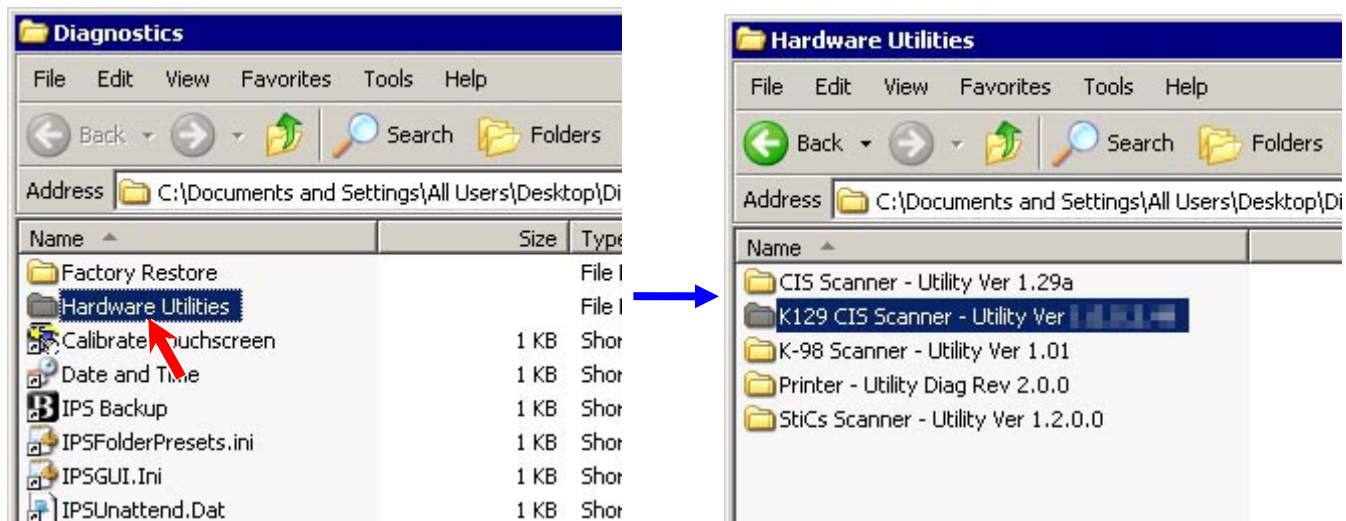 Diagnostics
File Edit View Favorites Tools Help
Back Search Folders
Address C:\Documents and Settings\All Users\Desktop\Di
Name Size Type
Factory Restore File
Hardware Utilities File
Calibrate Touchscreen 1 KB Shor
Date and Time 1 KB Shor
IPS Backup 1 KB Shor
IPSFolderPresets.ini 1 KB Shor
IPSGUI.Ini 1 KB Shor
IPSUnattend.Dat 1 KB Shor
Hardware Utilities
File Edit View Favorites Tools Help
Back Search Folders
Address C:\Documents and Settings\All Users\Desktop\Di
Name
CIS Scanner - Utility Ver 1.29a
K129 CIS Scanner - Utility Ver
K-98 Scanner - Utility Ver 1.01
Printer - Utility Diag Rev 2.0.0
StiCs Scanner - Utility Ver 1.2.0.0